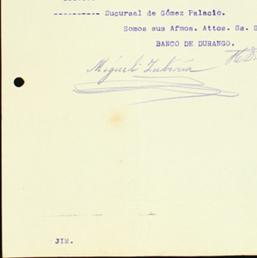 ---------- Sucursal de Gómez Palacio.
Somos sus Afmos. Attos. Ss. S
BANCO DE DURANGO.
Miguel Zubiría
JIM.